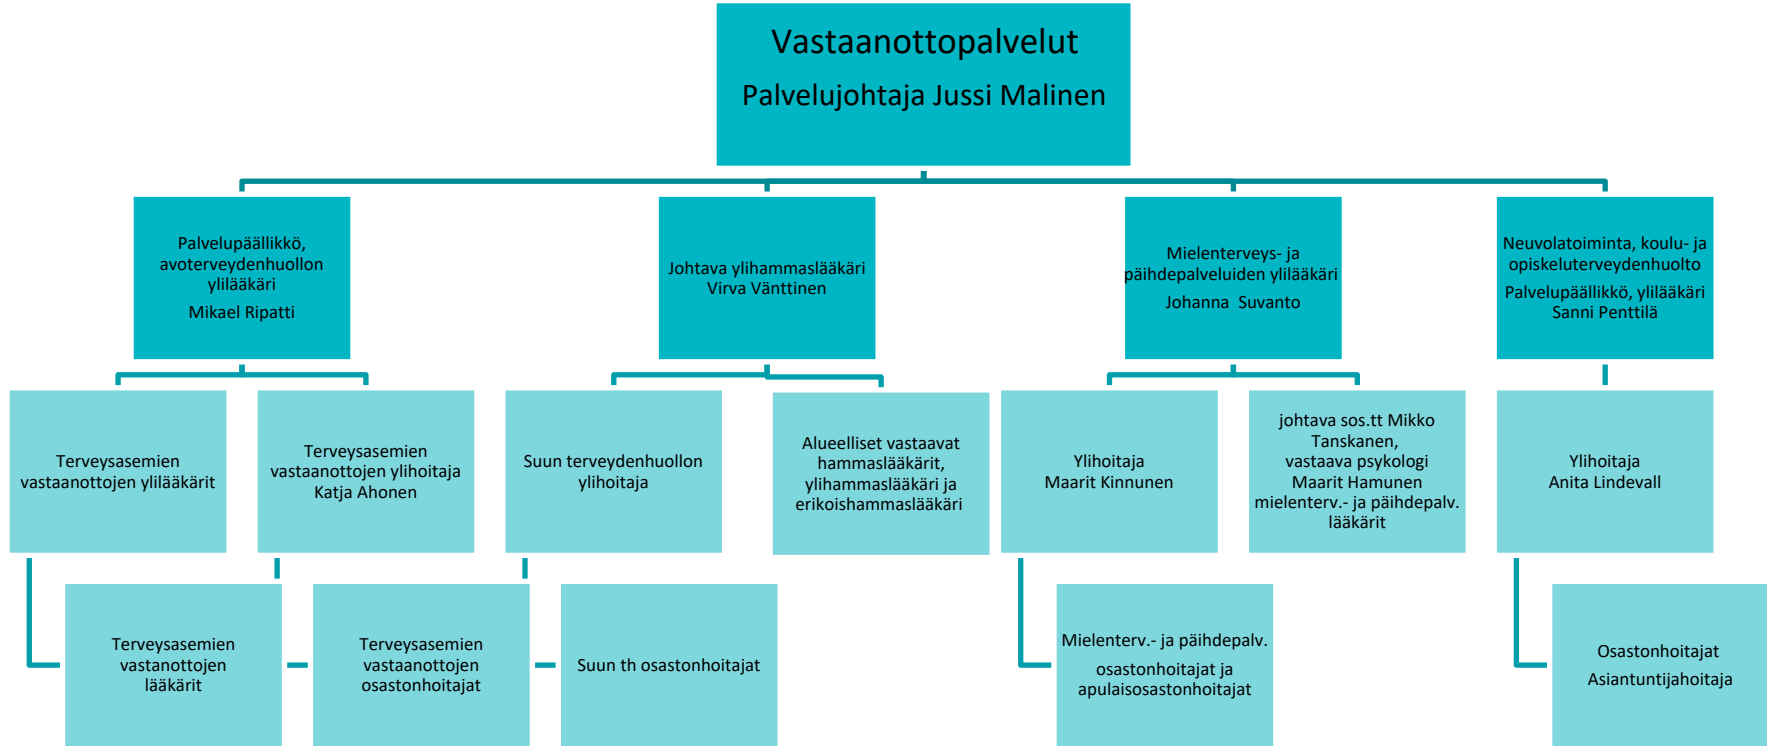 Vastaanottopalvelut
Palvelujohtaja Jussi Malinen
Palvelupäällikkö,
avoterveydenhuollon
ylilääkäri
Mikael Ripatti
Johtava ylihammaslääkäri
Virva Vänttinen
Mielenterveys- ja
päihdepalveluiden ylilääkäri
Johanna Suvanto
Neuvolatoiminta, koulu- ja
opiskeluterveydenhuolto
Palvelupäällikkö, ylilääkäri
Sanni Penttilä
Terveysasemien
vastaanottojen ylilääkärit
Terveysasemien
vastaanottojen ylihoitaja
Katja Ahonen
Suun terveydenhuollon
ylihoitaja
Alueelliset vastaavat
hammaslääkärit,
ylihammaslääkäri ja
erikoishammaslääkäri
Ylihoitaja
Maarit Kinnunen
johtava sos.tt Mikko
Tanskanen,
vastaava psykologi
Maarit Hamunen
mielenterv.- ja päihdepalv.
lääkärit
Ylihoitaja
Anita Lindevall
Terveysasemien
vastanottojen
lääkärit
Terveysasemien
vastaanottojen
osastonhoitajat
Suun th osastonhoitajat
Mielenterv.- ja päihdepalv.
osastonhoitajat ja
apulaisosastonhoitajat
Osastonhoitajat
Asiantuntijahoitaja